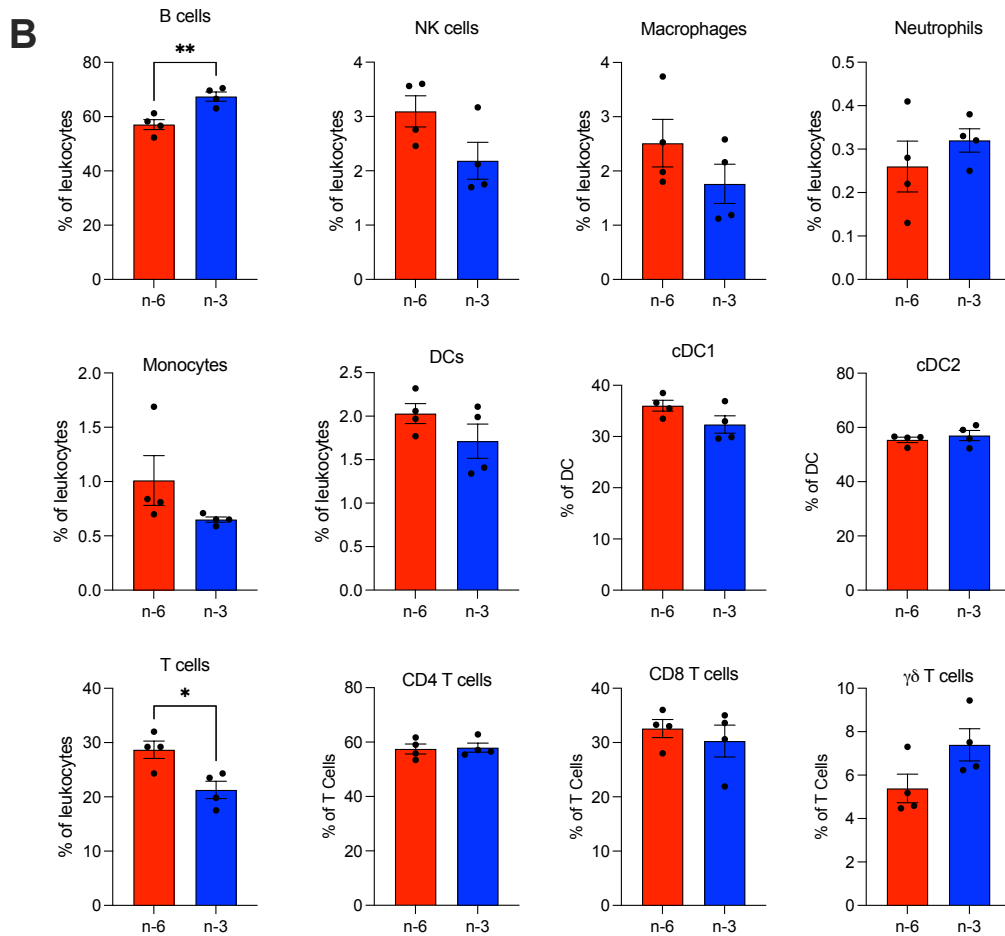 B
B cells
**
% of leukocytes
80
60
40
20
0
n-6 n-3
NK cells
% of leukocytes
4
3
2
1
0
n-6 n-3
Macrophages
% of leukocytes
4
3
2
1
0
n-6 n-3
Neutrophils
% of leukocytes
0.5
0.4
0.3
0.2
0.1
0.0
n-6 n-3
Monocytes
% of leukocytes
2.0
1.5
1.0
0.5
0.0
n-6 n-3
DCs
% of leukocytes
2.5
2.0
1.5
1.0
0.5
0.0
n-6 n-3
cDC1
% of DC
40
30
20
10
0
n-6 n-3
cDC2
% of DC
80
60
40
20
0
n-6 n-3
T cells
*
% of leukocytes
40
30
20
10
0
n-6 n-3
CD4 T cells
% of T Cells
80
60
40
20
0
n-6 n-3
CD8 T cells
% of T Cells
40
30
20
10
0
n-6 n-3
γδ T cells
% of T Cells
10
8
6
4
2
0
n-6 n-3